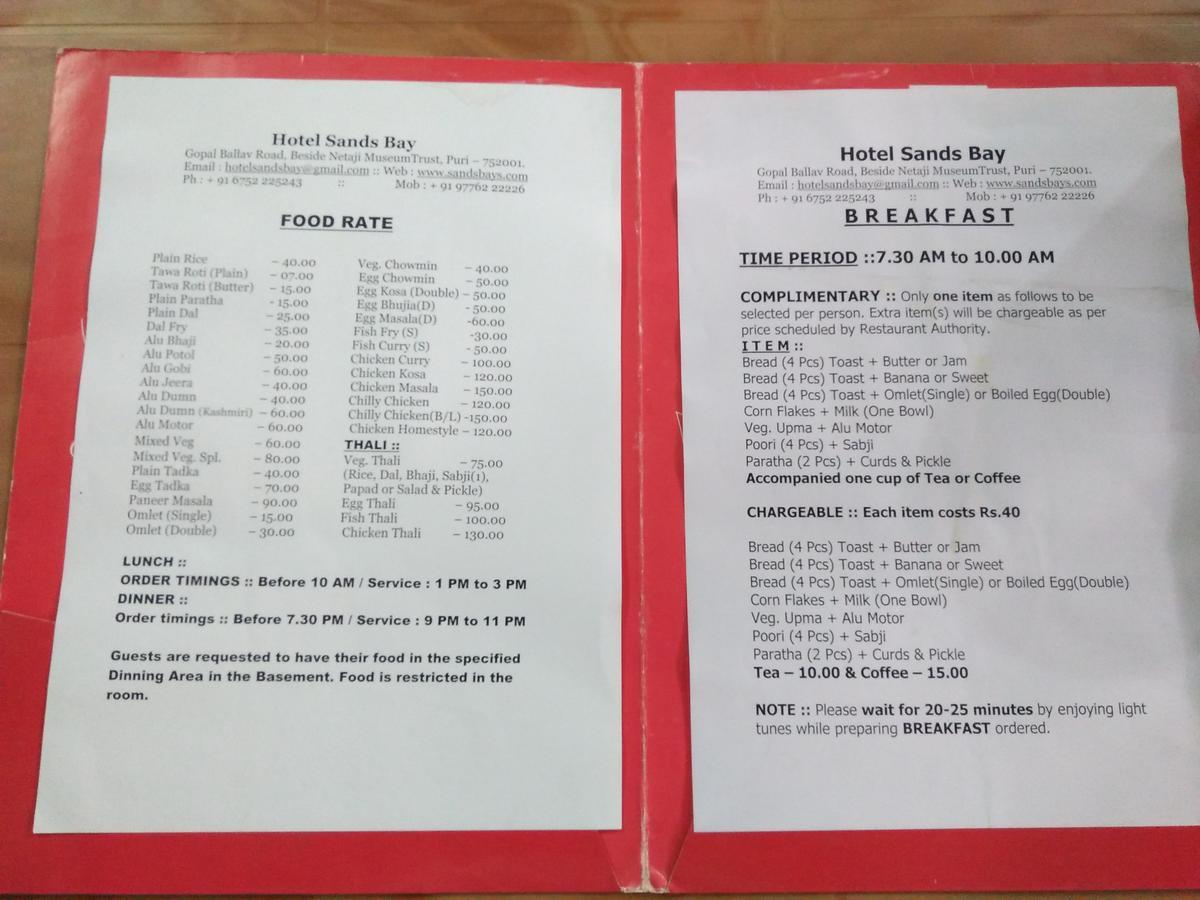 Hotel Sands Bay
Gopal Ballav Road, Beside Netaji MuseumTrust, Puri – 752001.
Email : hotelsandsbay@gmail.com :: Web : www.sandsbays.com
Ph : + 91 6752 225243 :: Mob : + 91 97762 22226
FOOD RATE
Plain Rice – 40.00
Tawa Roti (Plain) – 07.00
Tawa Roti (Butter) – 15.00
Plain Paratha - 15.00
Plain Dal – 25.00
Dal Fry – 35.00
Alu Bhaji – 20.00
Alu Potol – 50.00
Alu Gobi – 60.00
Alu Jeera – 40.00
Alu Dumn – 40.00
Alu Dumn (Kashmiri) – 60.00
Alu Motor – 60.00
Mixed Veg – 60.00
Mixed Veg. Spl. – 80.00
Plain Tadka – 40.00
Egg Tadka – 70.00
Paneer Masala – 90.00
Omlet (Single) – 15.00
Omlet (Double) – 30.00
Veg. Chowmin – 40.00
Egg Chowmin – 50.00
Egg Kosa (Double) – 50.00
Egg Bhujia(D) - 50.00
Egg Masala(D) -60.00
Fish Fry (S) -30.00
Fish Curry (S) - 50.00
Chicken Curry – 100.00
Chicken Kosa – 120.00
Chicken Masala – 150.00
Chilly Chicken – 120.00
Chilly Chicken(B/L) -150.00
Chicken Homestyle – 120.00
THALI ::
Veg. Thali – 75.00
(Rice, Dal, Bhaji, Sabji(1),
Papad or Salad & Pickle)
Egg Thali – 95.00
Fish Thali – 100.00
Chicken Thali – 130.00
LUNCH ::
ORDER TIMINGS :: Before 10 AM / Service : 1 PM to 3 PM
DINNER ::
Order timings :: Before 7.30 PM / Service : 9 PM to 11 PM
Guests are requested to have their food in the specified
Dinning Area in the Basement. Food is restricted in the
room.
Hotel Sands Bay
Gopal Ballav Road, Beside Netaji MuseumTrust, Puri – 752001.
Email : hotelsandsbay@gmail.com :: Web : www.sandsbays.com
Ph : + 91 6752 225243 :: Mob : + 91 97762 22226
BREAKFAST
TIME PERIOD ::7.30 AM to 10.00 AM
COMPLIMENTARY :: Only one item as follows to be
selected per person. Extra item(s) will be chargeable as per
price scheduled by Restaurant Authority.
ITEM ::
Bread (4 Pcs) Toast + Butter or Jam
Bread (4 Pcs) Toast + Banana or Sweet
Bread (4 Pcs) Toast + Omlet(Single) or Boiled Egg(Double)
Corn Flakes + Milk (One Bowl)
Veg. Upma + Alu Motor
Poori (4 Pcs) + Sabji
Paratha (2 Pcs) + Curds & Pickle
Accompanied one cup of Tea or Coffee
CHARGEABLE :: Each item costs Rs.40
Bread (4 Pcs) Toast + Butter or Jam
Bread (4 Pcs) Toast + Banana or Sweet
Bread (4 Pcs) Toast + Omlet(Single) or Boiled Egg(Double)
Corn Flakes + Milk (One Bowl)
Veg. Upma + Alu Motor
Poori (4 Pcs) + Sabji
Paratha (2 Pcs) + Curds & Pickle
Tea – 10.00 & Coffee – 15.00
NOTE :: Please wait for 20-25 minutes by enjoying light
tunes while preparing BREAKFAST ordered.